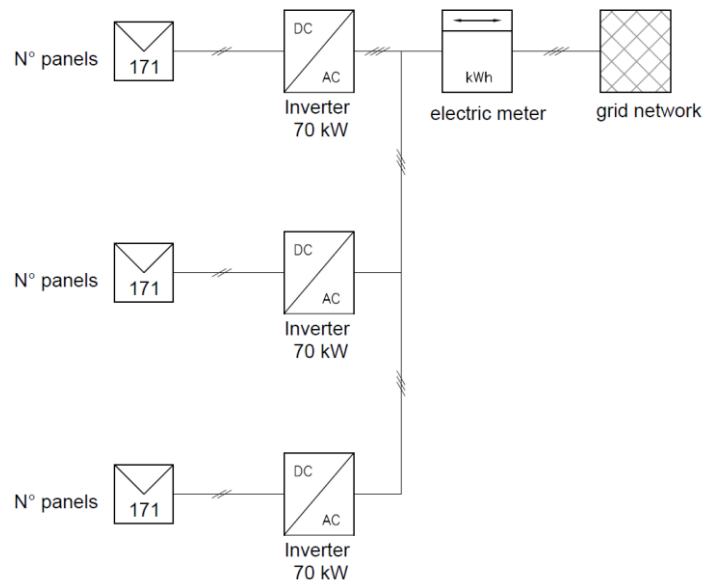 N° panels
171
DC
AC
Inverter
70 kW
kWh
electric meter
grid network
N° panels
171
DC
AC
Inverter
70 kW
N° panels
171
DC
AC
Inverter
70 kW